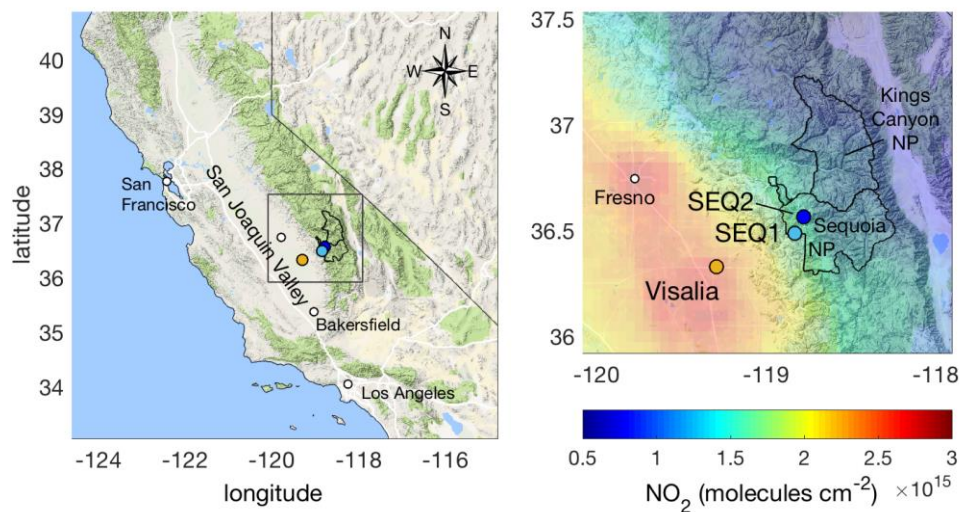 41
40
39
38
37
36
35
34
latitude
-124
-122
-120
-118
-116
longitude
N
W
E
S
San
Francisco
San Joaquin Valley
Bakersfield
Los Angeles
37.5
37
36.5
36
-120
-119
-118
Kings
Canyon
NP
Fresno
SEQ2
SEQ1
Sequoia
NP
Visalia
0.5
1
1.5
2
2.5
3
NO₂ (molecules cm⁻²)
×10¹⁵